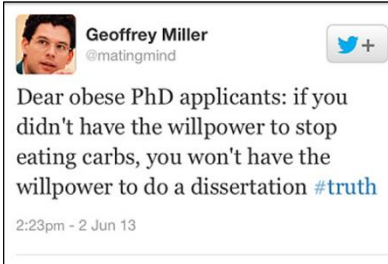 Geoffrey Miller
@matingmind
Dear obese PhD applicants: if you
didn't have the willpower to stop
eating carbs, you won't have the
willpower to do a dissertation #truth
2:23pm - 2 Jun 13